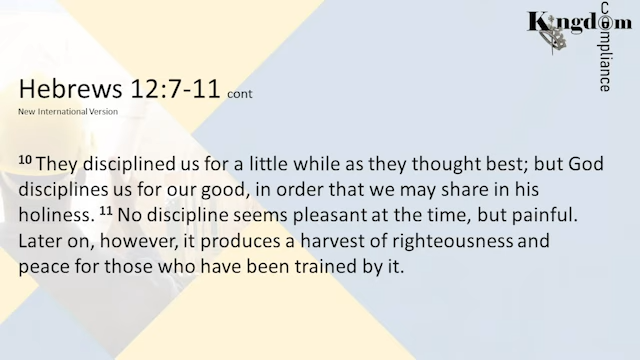 Kingdom
Compliance
Hebrews 12:7-11 cont
New International Version
10 They disciplined us for a little while as they thought best; but God
disciplines us for our good, in order that we may share in his
holiness. 11 No discipline seems pleasant at the time, but painful.
Later on, however, it produces a harvest of righteousness and
peace for those who have been trained by it.